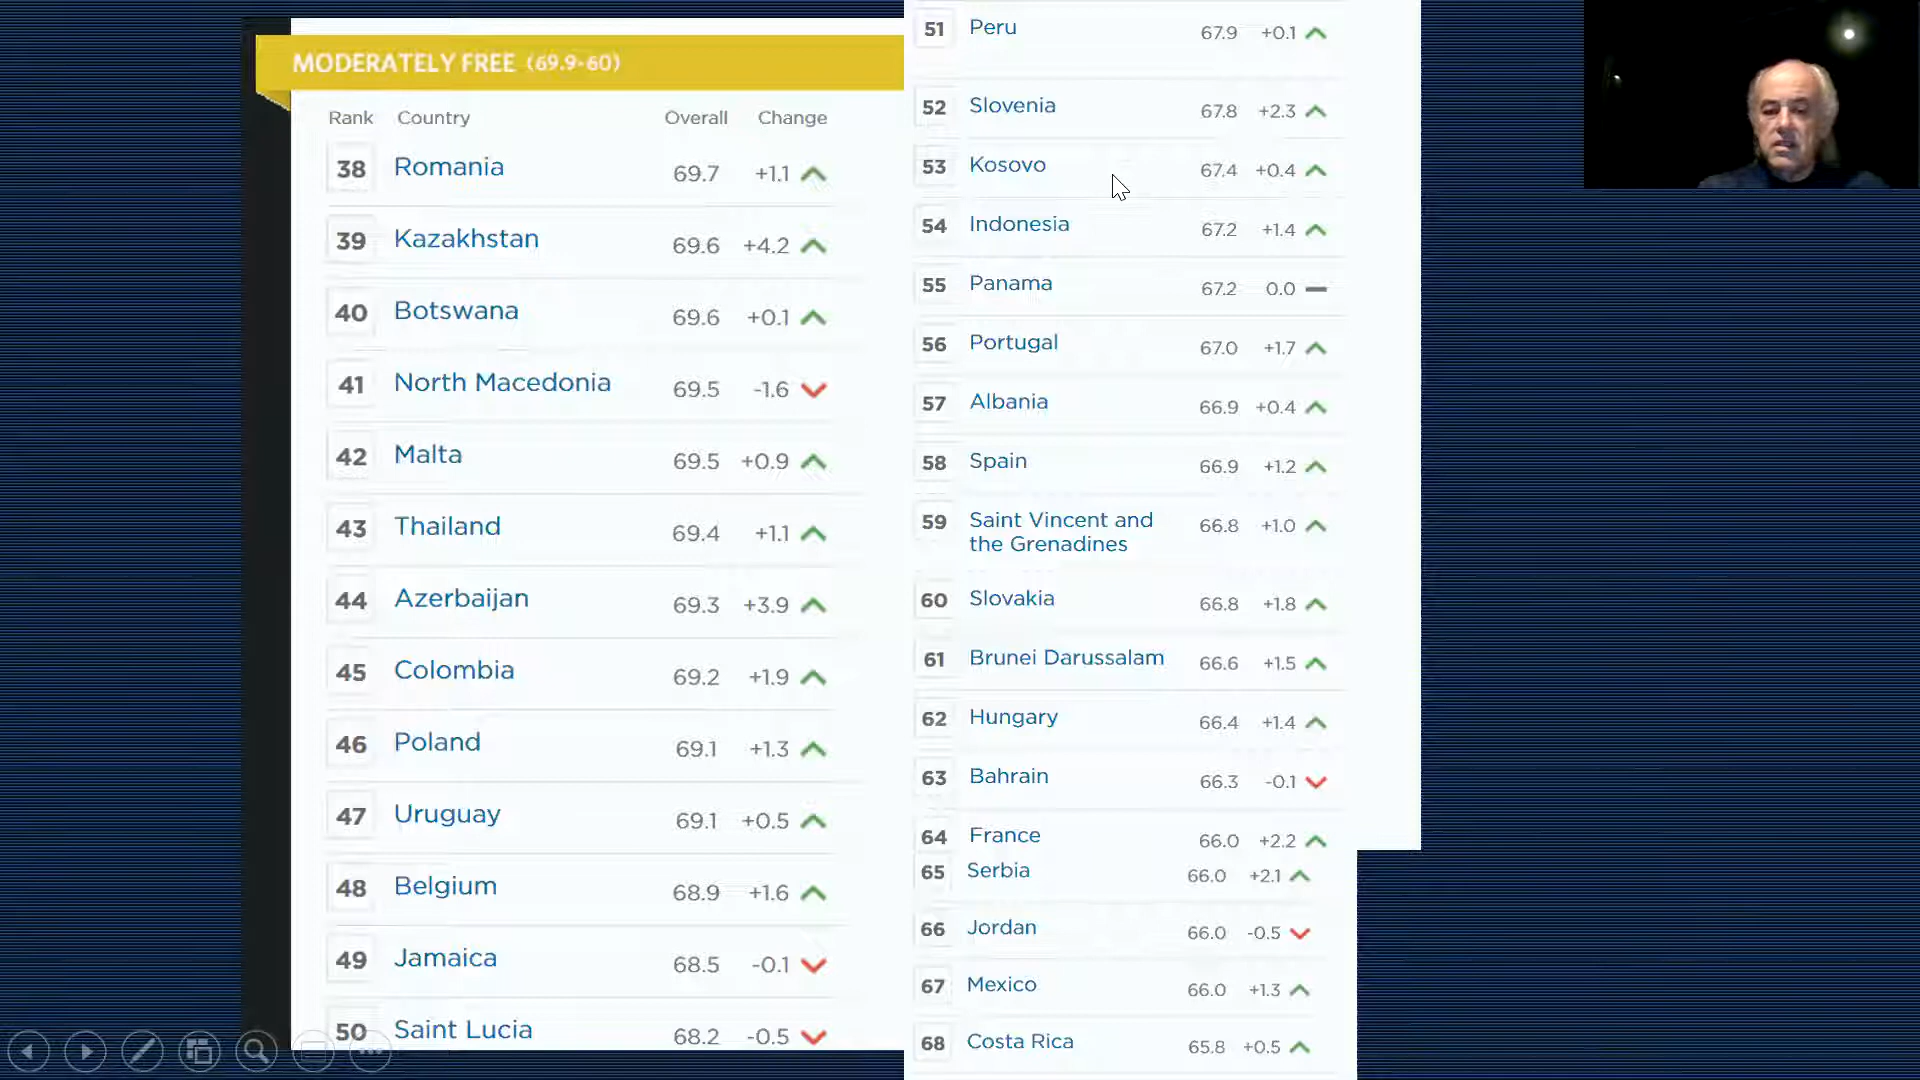 MODERATELY FREE (69.9-60)
Rank Country Overall Change
38 Romania 69.7 +1.1
39 Kazakhstan 69.6 +4.2
40 Botswana 69.6 +0.1
41 North Macedonia 69.5 -1.6
42 Malta 69.5 +0.9
43 Thailand 69.4 +1.1
44 Azerbaijan 69.3 +3.9
45 Colombia 69.2 +1.9
46 Poland 69.1 +1.3
47 Uruguay 69.1 +0.5
48 Belgium 68.9 +1.6
49 Jamaica 68.5 -0.1
50 Saint Lucia 68.2 -0.5
51 Peru 67.9 +0.1
52 Slovenia 67.8 +2.3
53 Kosovo 67.4 +0.4
54 Indonesia 67.2 +1.4
55 Panama 67.2 0.0
56 Portugal 67.0 +1.7
57 Albania 66.9 +0.4
58 Spain 66.9 +1.2
59 Saint Vincent and 66.8 +1.0
the Grenadines
60 Slovakia 66.8 +1.8
61 Brunei Darussalam 66.6 +1.5
62 Hungary 66.4 +1.4
63 Bahrain 66.3 -0.1
64 France 66.0 +2.2
65 Serbia 66.0 +2.1
66 Jordan 66.0 -0.5
67 Mexico 66.0 +1.3
68 Costa Rica 65.8 +0.5